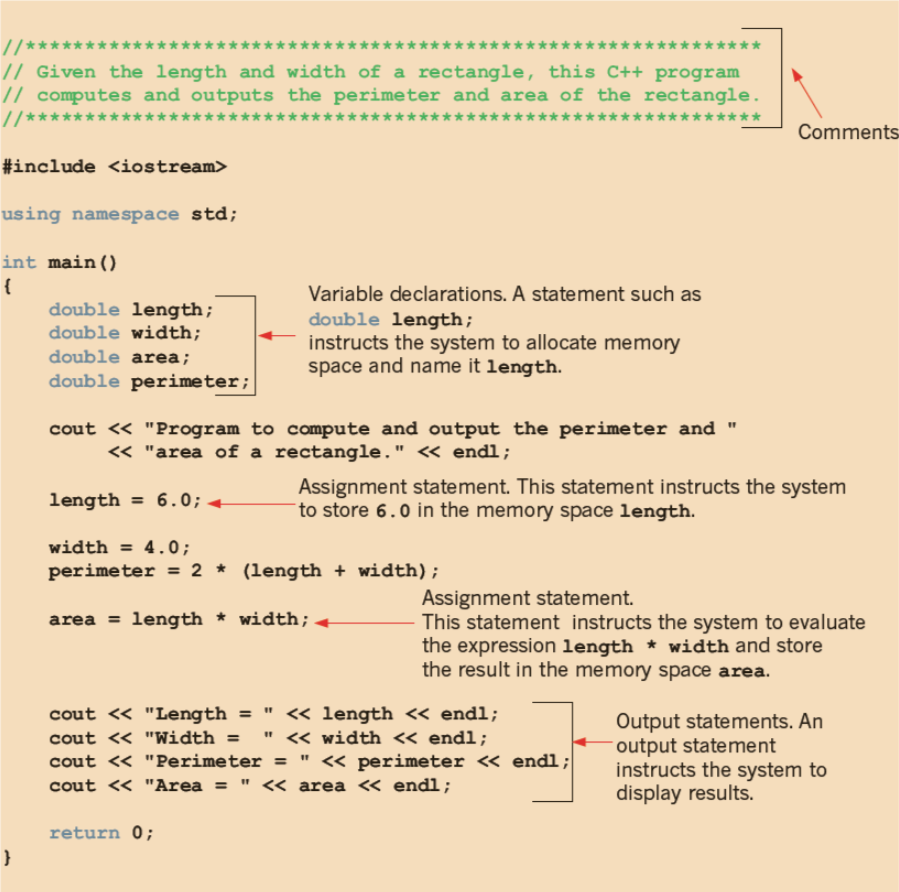 //**************************************************************
// Given the length and width of a rectangle, this C++ program
// computes and outputs the perimeter and area of the rectangle.
//**************************************************************
Comments
#include <iostream>
using namespace std;
int main()
{
double length;
double width;
double area;
double perimeter;
Variable declarations. A statement such as
double length;
instructs the system to allocate memory
space and name it length.
cout << "Program to compute and output the perimeter and "
<< "area of a rectangle." << endl;
length = 6.0;
Assignment statement. This statement instructs the system
to store 6.0 in the memory space length.
width = 4.0;
perimeter = 2 * (length + width);
area = length * width;
Assignment statement.
This statement  instructs the system to evaluate
the expression length * width and store
the result in the memory space area.
cout << "Length = " << length << endl;
cout << "Width =  " << width << endl;
cout << "Perimeter = " << perimeter << endl;
cout << "Area = " << area << endl;
Output statements. An
output statement
instructs the system to
display results.
return 0;
}